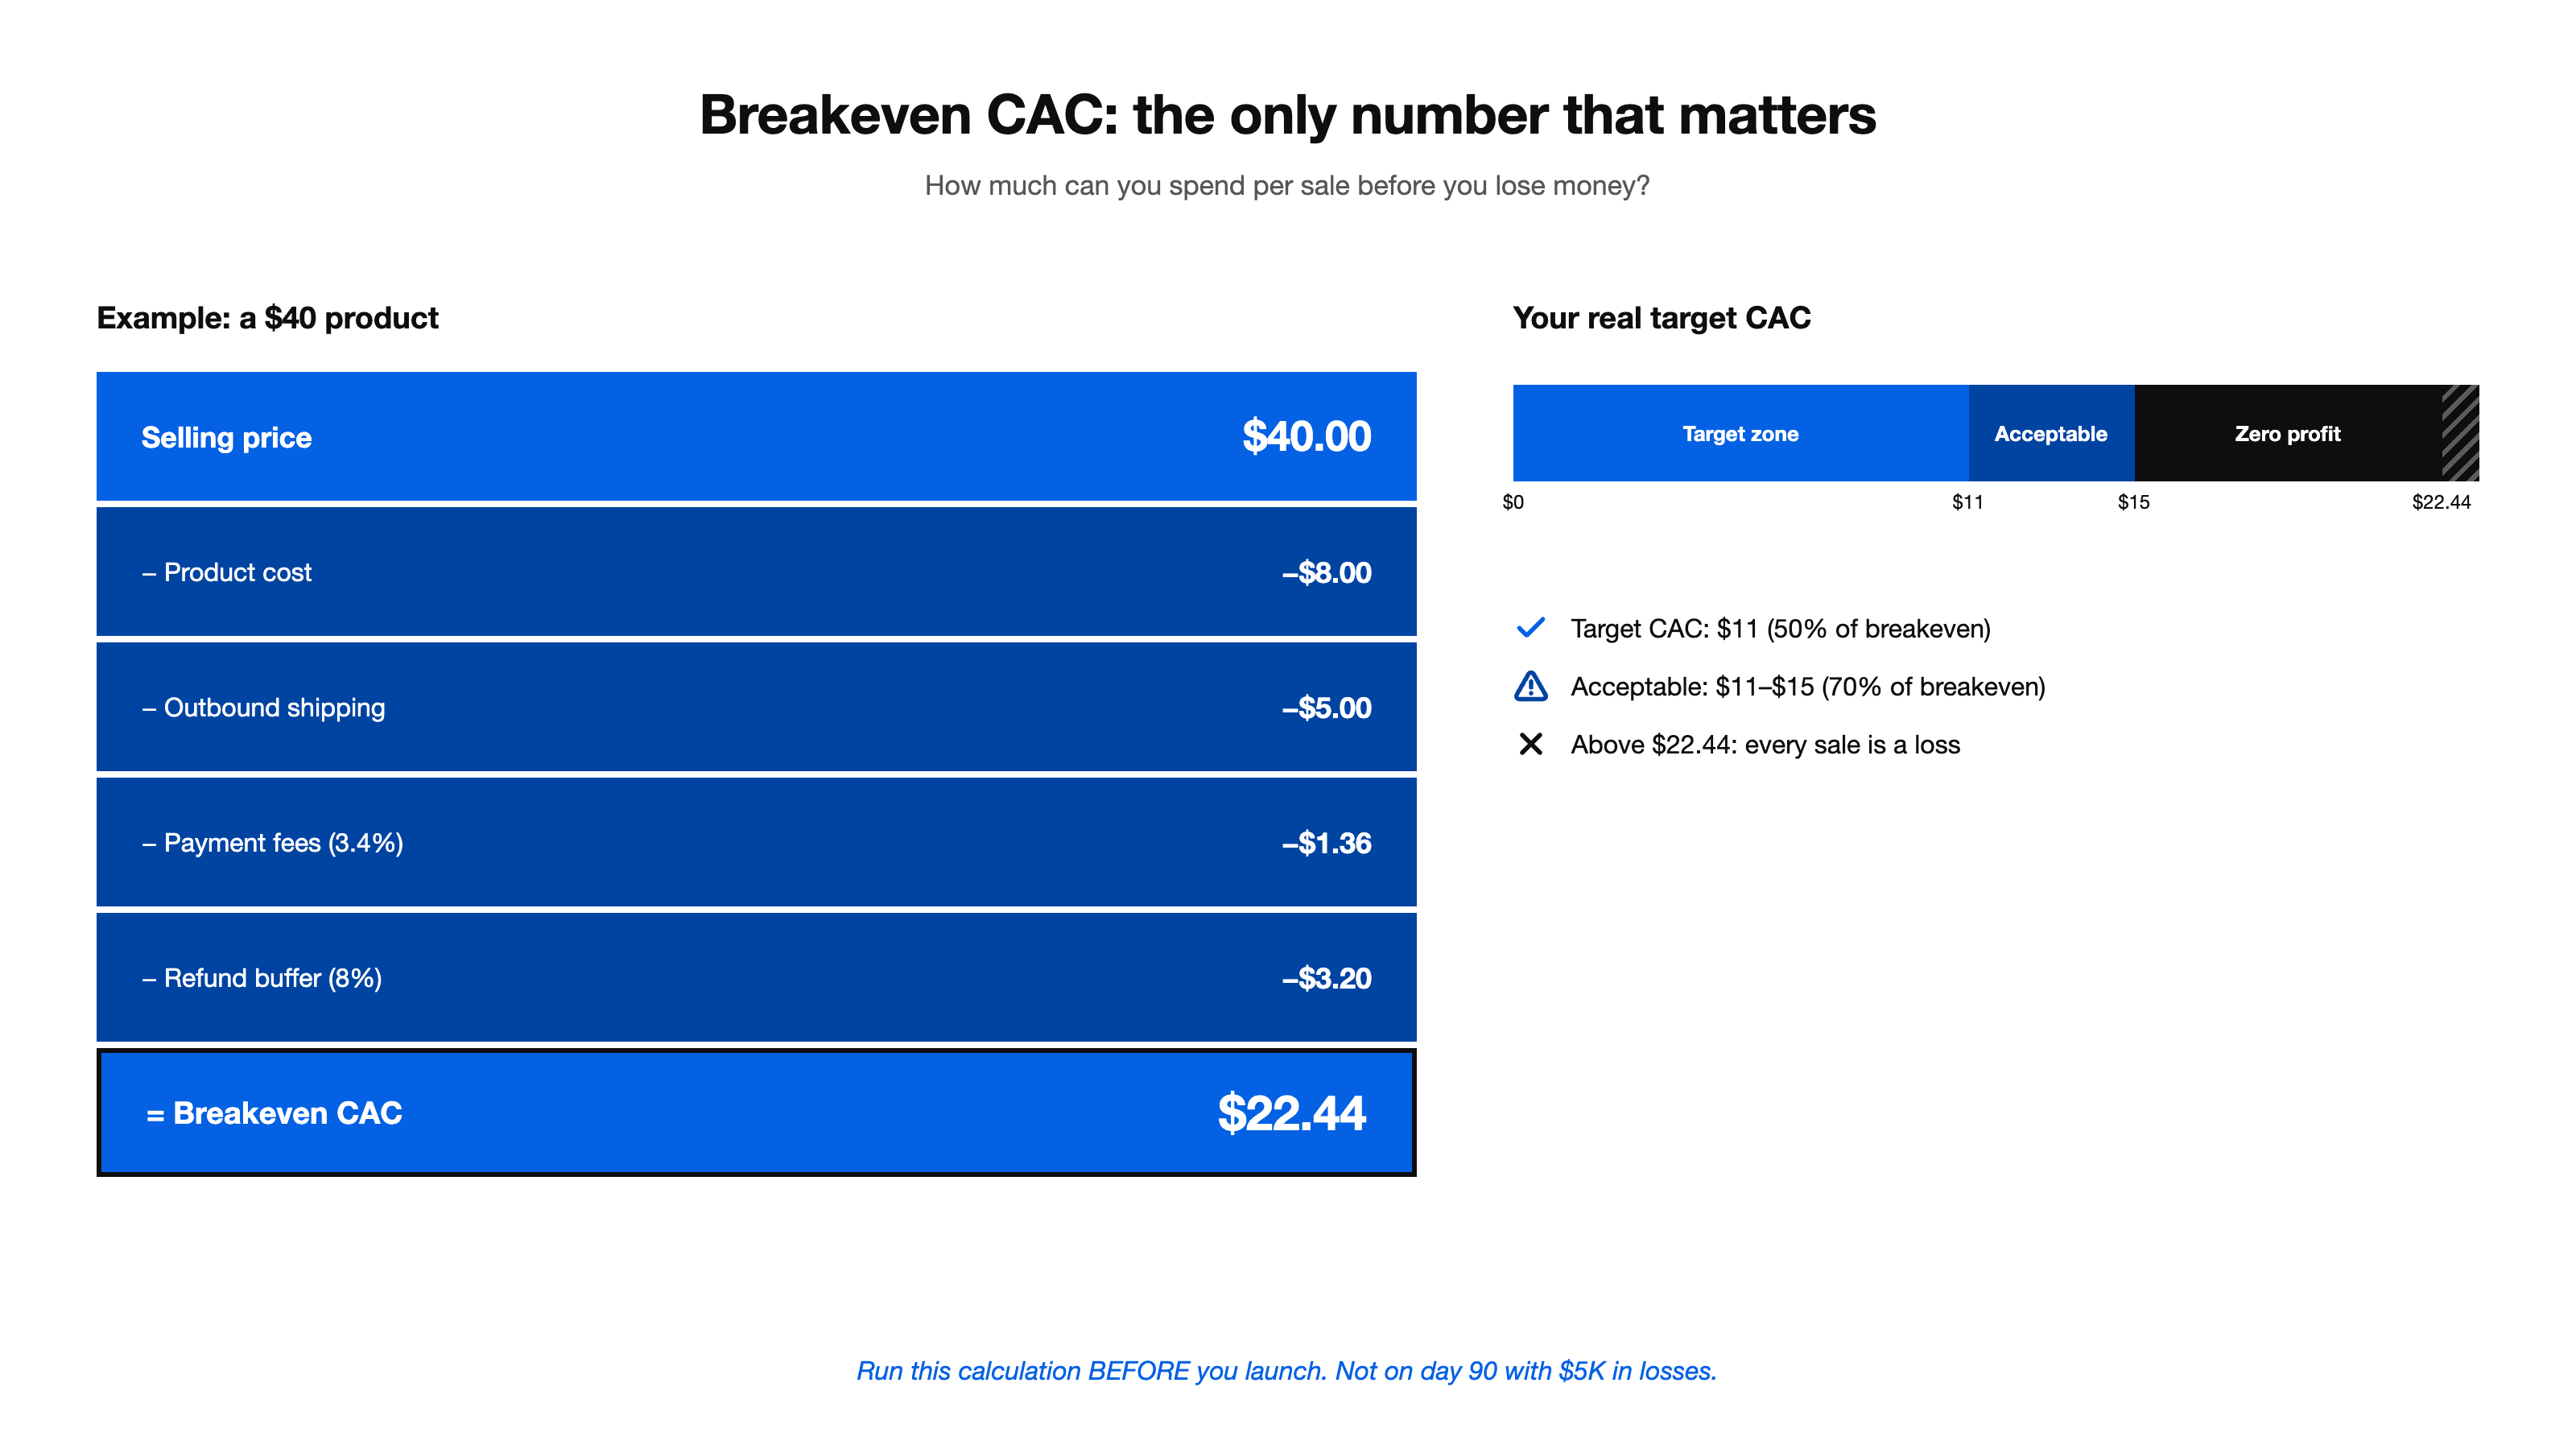 Breakeven CAC: the only number that matters
How much can you spend per sale before you lose money?
Example: a $40 product
Selling price $40.00
– Product cost –$8.00
– Outbound shipping –$5.00
– Payment fees (3.4%) –$1.36
– Refund buffer (8%) –$3.20
= Breakeven CAC $22.44
Your real target CAC
Target zone Acceptable Zero profit
$0 $11 $15 $22.44
Target CAC: $11 (50% of breakeven)
Acceptable: $11–$15 (70% of breakeven)
Above $22.44: every sale is a loss
Run this calculation BEFORE you launch. Not on day 90 with $5K in losses.